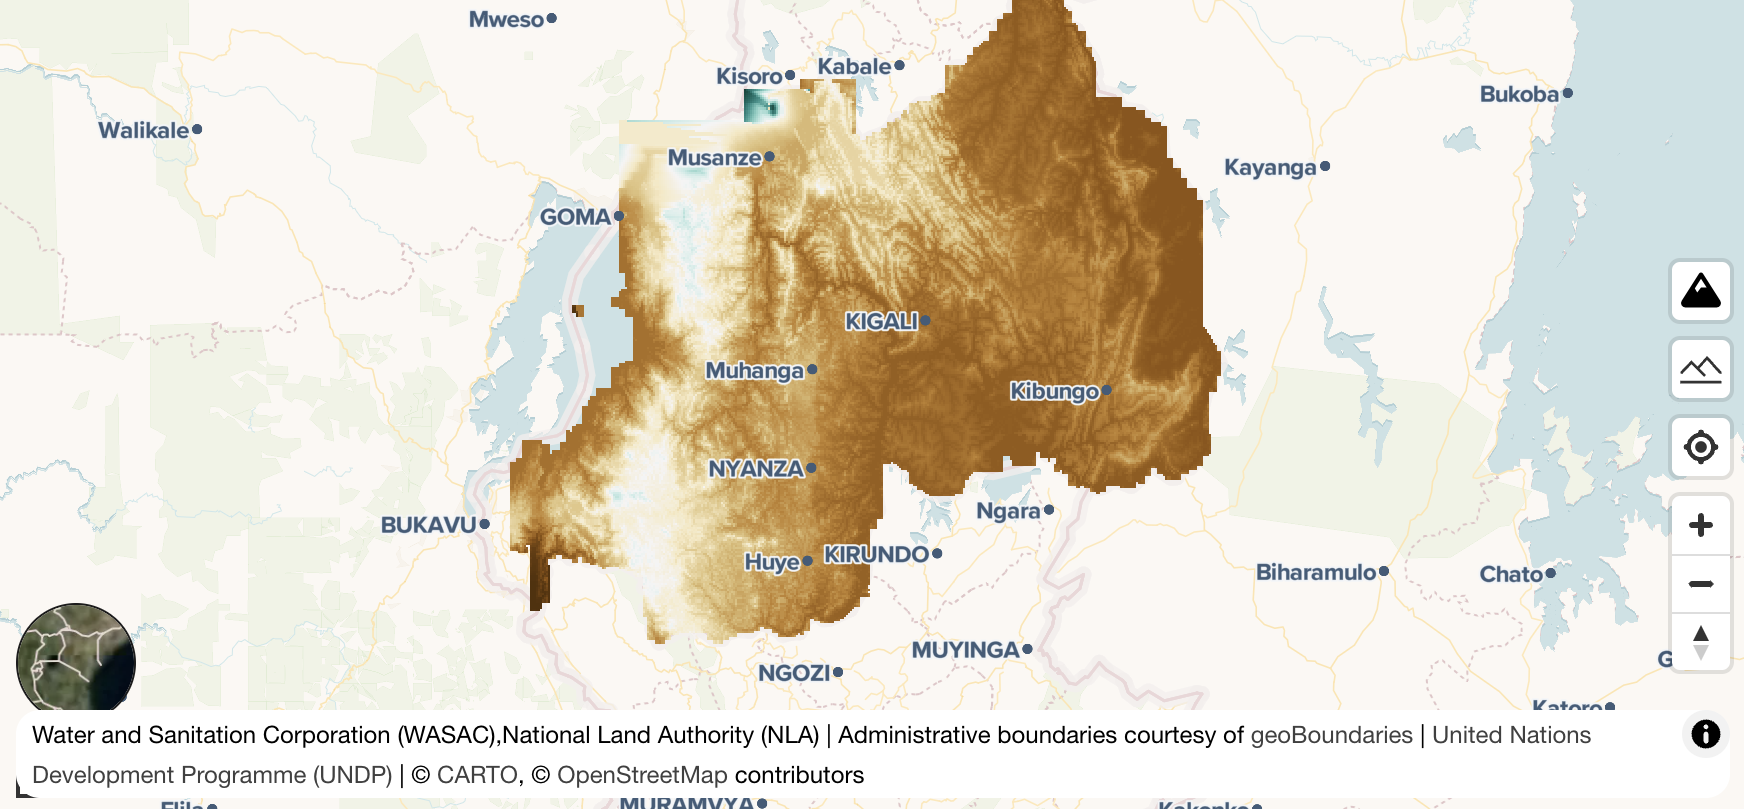 Mweso
Kisoro
Kabale
Bukoba
Walikale
Musanze
Kayanga
GOMA
KIGALI
Muhanga
Kibungo
NYANZA
BUKAVU
Ngara
Huye
KIRUNDO
Biharamulo
Chato
MUYINGA
G
NGOZI
Katoro
Water and Sanitation Corporation (WASAC),National Land Authority (NLA) | Administrative boundaries courtesy of geoBoundaries | United Nations
Development Programme (UNDP) | © CARTO, © OpenStreetMap contributors
MURAMVYA
Kakonko